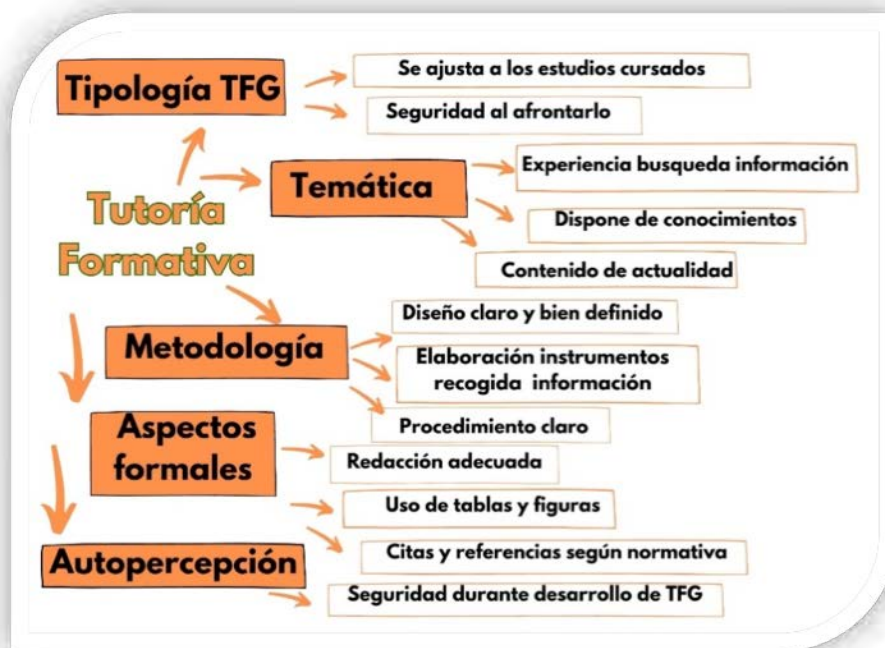 Tipología TFG
Se ajusta a los estudios cursados
Seguridad al afrontarlo
Tutoría
Formativa
Temática
Experiencia busqueda información
Dispone de conocimientos
Contenido de actualidad
Metodología
Diseño claro y bien definido
Elaboración instrumentos
recogida información
Procedimiento claro
Aspectos
formales
Redacción adecuada
Uso de tablas y figuras
Citas y referencias según normativa
Autopercepción
Seguridad durante desarrollo de TFG